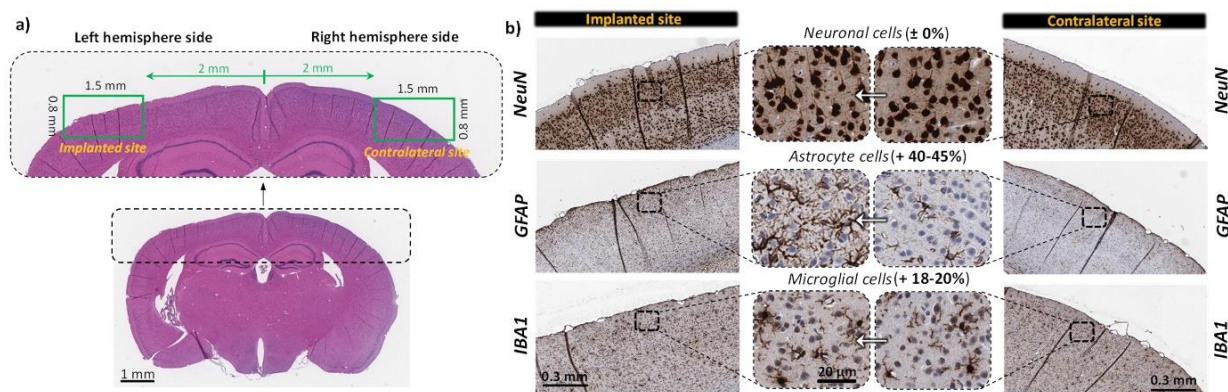 a)
Left hemisphere side
Right hemisphere side
2 mm
2 mm
1.5 mm
1.5 mm
0.8 mm
0.8 mm
Implanted site
Contralateral site
1 mm
b)
Implanted site
Contralateral site
Neuronal cells (± 0%)
NeuN
NeuN
Astrocyte cells (+ 40-45%)
GFAP
GFAP
Microglial cells (+ 18-20%)
IBA1
IBA1
0.3 mm
20 µm
0.3 mm